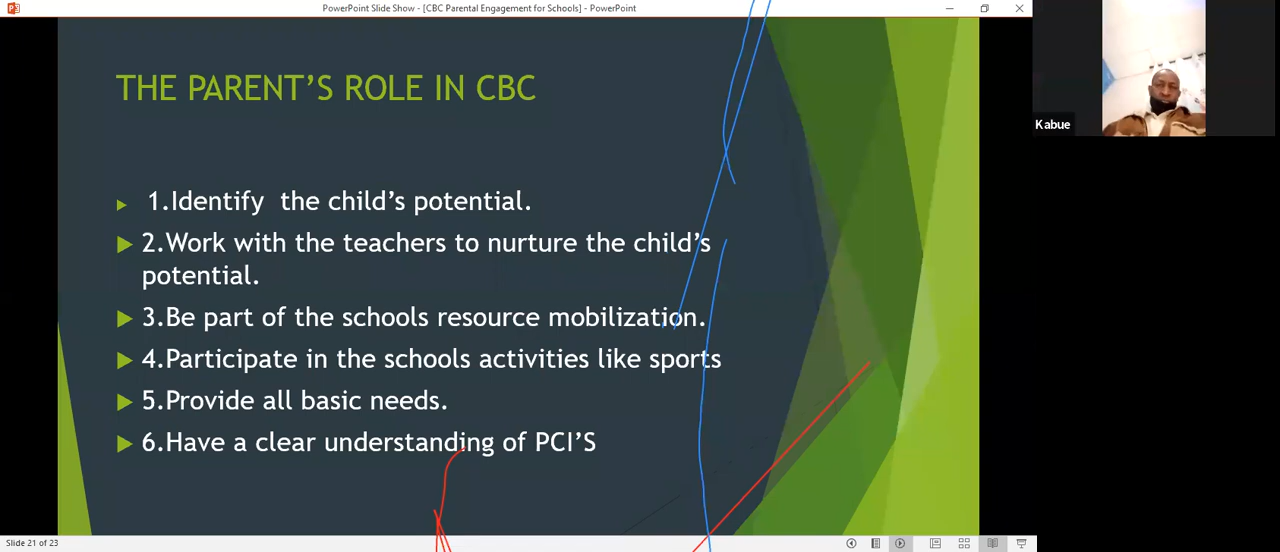 PowerPoint Slide Show - [CBC Parental Engagement for Schools] - PowerPoint
THE PARENT’S ROLE IN CBC
1.Identify the child’s potential.
2.Work with the teachers to nurture the child’s
potential.
3.Be part of the schools resource mobilization.
4.Participate in the schools activities like sports
5.Provide all basic needs.
6.Have a clear understanding of PCI’S
Slide 21 of 23
Kabue